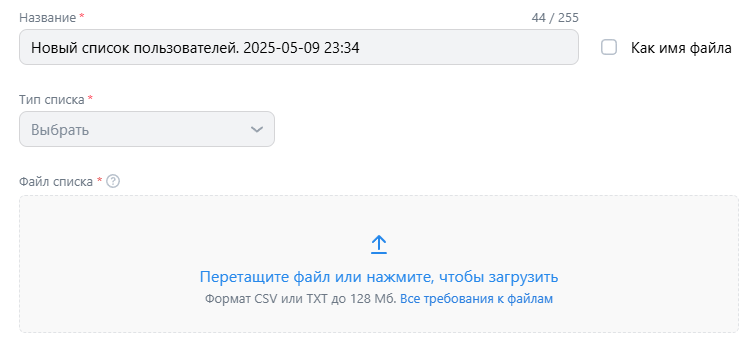 Название *
44 / 255
Новый список пользователей. 2025-05-09 23:34
Как имя файла
Тип списка *
Выбрать
Файл списка * ?
Перетащите файл или нажмите, чтобы загрузить
Формат CSV или TXT до 128 Мб. Все требования к файлам